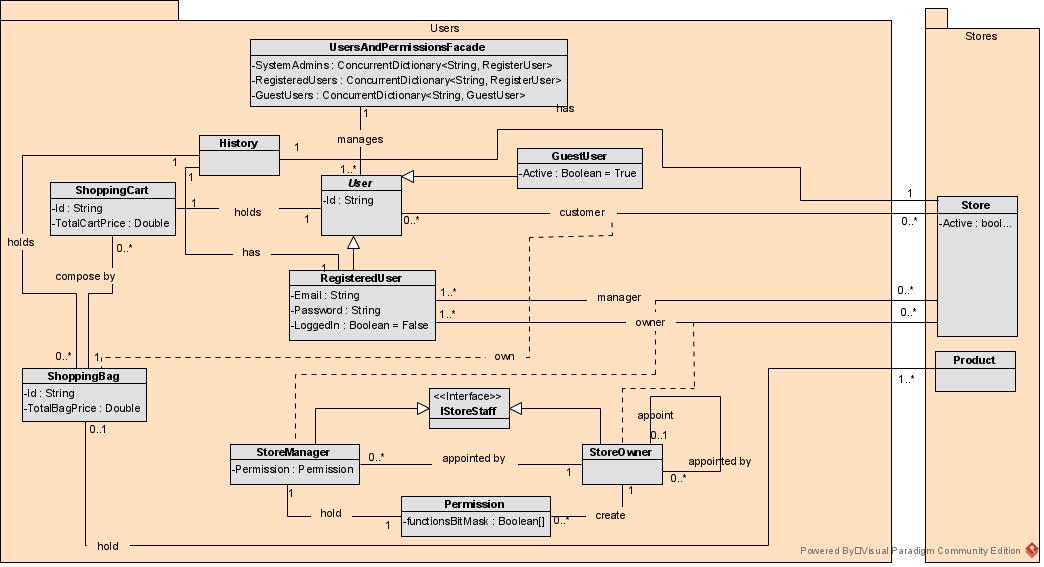 Users
Stores
UsersAndPermissionsFacade
-SystemAdmins : ConcurrentDictionary<String, RegisterUser>
-RegisteredUsers : ConcurrentDictionary<String, RegisterUser>
-GuestUsers : ConcurrentDictionary<String, GuestUser>
1
has
manages
History
1
1
1
1..*
GuestUser
-Active : Boolean = True
User
-Id : String
ShoppingCart
-Id : String
-TotalCartPrice : Double
1
holds
1
0..*
customer
1
0..*
Store
-Active : bool...
holds
0..*
compose by
has
1
RegisteredUser
-Email : String
-Password : String
-LoggedIn : Boolean = False
1..*
manager
0..*
1..*
owner
0..*
0..*
1
own
Product
1..*
ShoppingBag
-Id : String
-TotalBagPrice : Double
0..1
<<Interface>>
IStoreStaff
appoint
0..1
StoreManager
-Permission : Permission
0..*
appointed by
1
StoreOwner
appointed by
0..*
1
hold
1
Permission
-functionsBitMask : Boolean[]
0..*
create
1
hold
Powered By Visual Paradigm Community Edition